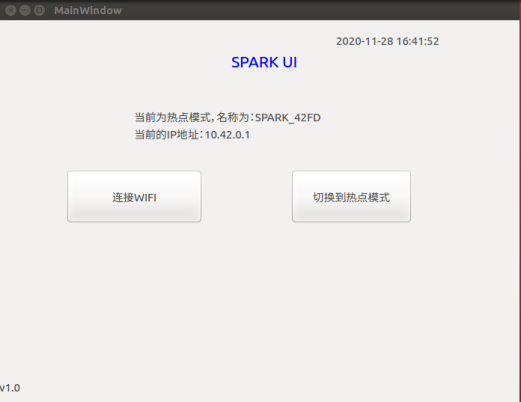 MainWindow
2020-11-28 16:41:52
SPARK UI
当前为热点模式,名称为:SPARK_42FD
当前的IP地址:10.42.0.1
连接WIFI
切换到热点模式
v1.0